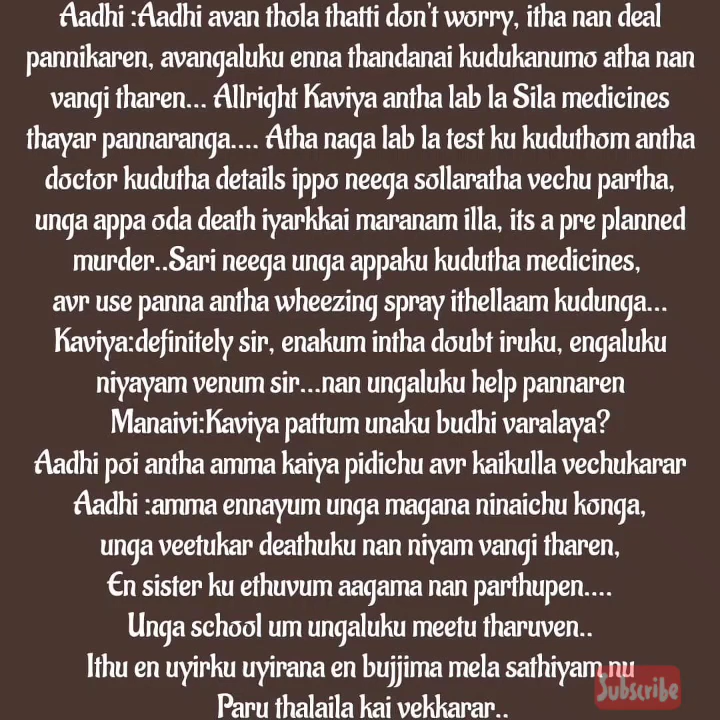 Aadhi :Aadhi avan thola thatti don't worry, itha nan deal
pannikaren, avangaluku enna thandanai kudukanumo atha nan
vangi tharen... Allright Kaviya antha lab la Sila medicines
thayar pannaranga.... Atha naga lab la test ku kuduthom antha
doctor kudutha details ippo neega sollaratha vechu partha,
unga appa oda death iyarkkai maranam illa, its a pre planned
murder..Sari neega unga appaku kudutha medicines,
avr use panna antha wheezing spray ithellaam kudunga...
Kaviya:definitely sir, enakum intha doubt iruku, engaluku
niyayam venum sir...nan ungaluku help pannaren
Manaivi:Kaviya pattum unaku budhi varalaya?
Aadhi poi antha amma kaiya pidichu avr kaikulla vechukarar
Aadhi :amma ennayum unga magana ninaichu konga,
unga veetukar deathuku nan niyam vangi tharen,
En sister ku ethuvum aagama nan parthupen....
Unga school um ungaluku meetu tharuven..
Ithu en uyirku uyirana en bujjima mela sathiyam nu
Paru thalaila kai vekkarar..
Subscribe